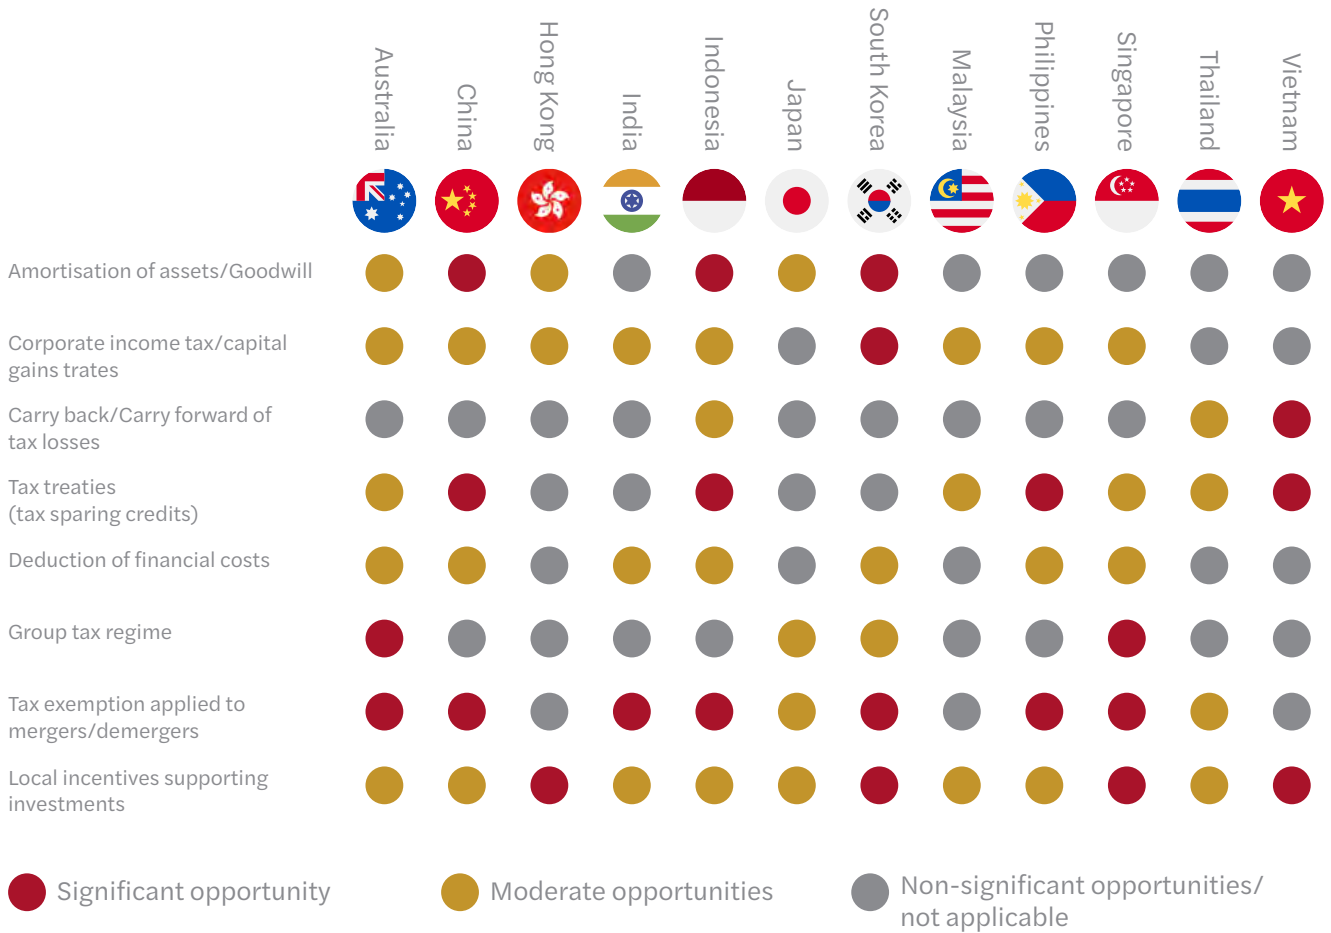 Australia
China
Hong Kong
India
Indonesia
Japan
South Korea
Malaysia
Philippines
Singapore
Thailand
Vietnam
Amortisation of assets/Goodwill
Corporate income tax/capital
gains trates
Carry back/Carry forward of
tax losses
Tax treaties
(tax sparing credits)
Deduction of financial costs
Group tax regime
Tax exemption applied to
mergers/demergers
Local incentives supporting
investments
Significant opportunity
Moderate opportunities
Non-significant opportunities/
not applicable